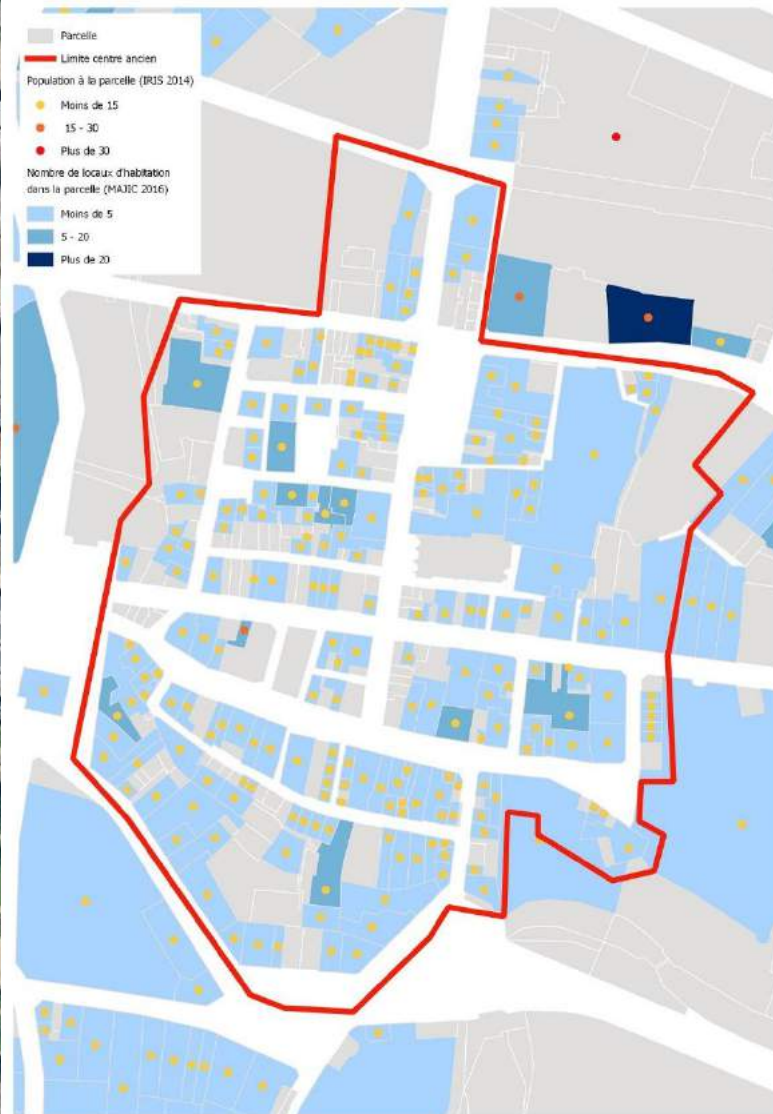 Parcelle
Limite centre ancien
Population à la parcelle (IRIS 2014)
Moins de 15
15 - 30
Plus de 30
Nombre de locaux d'habitation
dans la parcelle (MAJIC 2016)
Moins de 5
5 - 20
Plus de 20